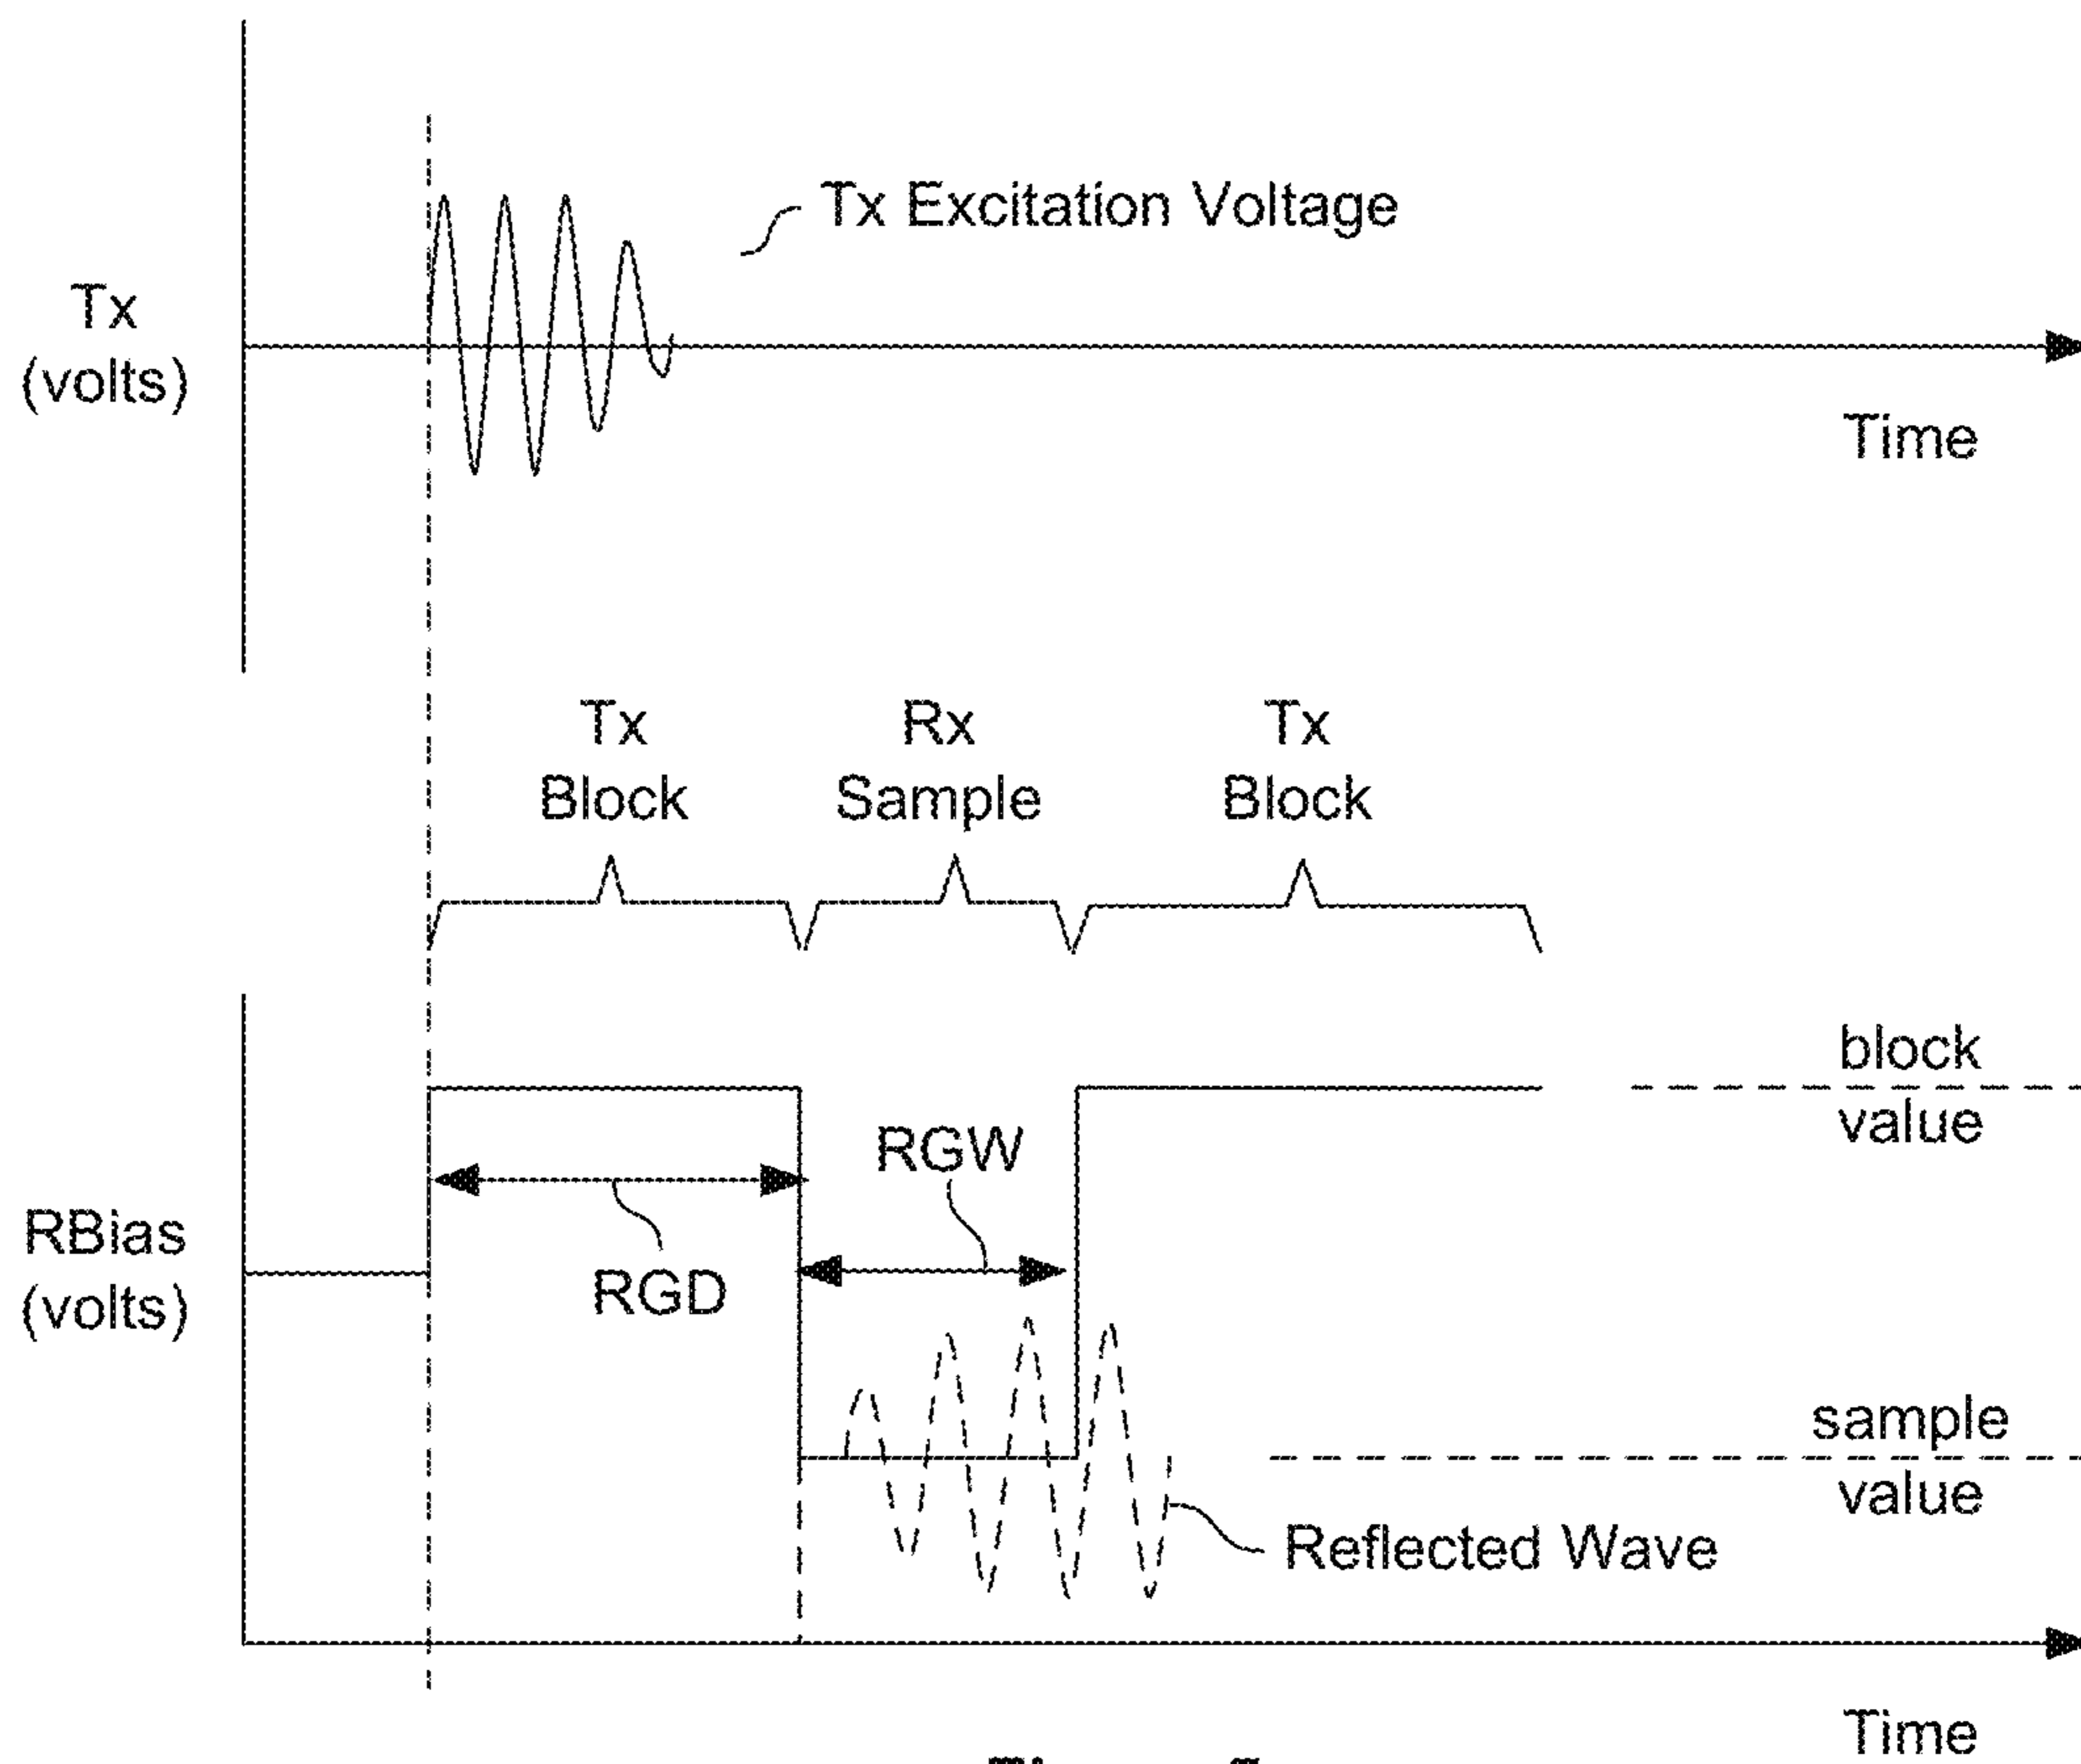 Tx Excitation Voltage
Tx
(volts)
Time
Tx
Block
Rx
Sample
Tx
Block
block
value
RGW
RBias
(volts)
RGD
sample
value
Reflected Wave
Time